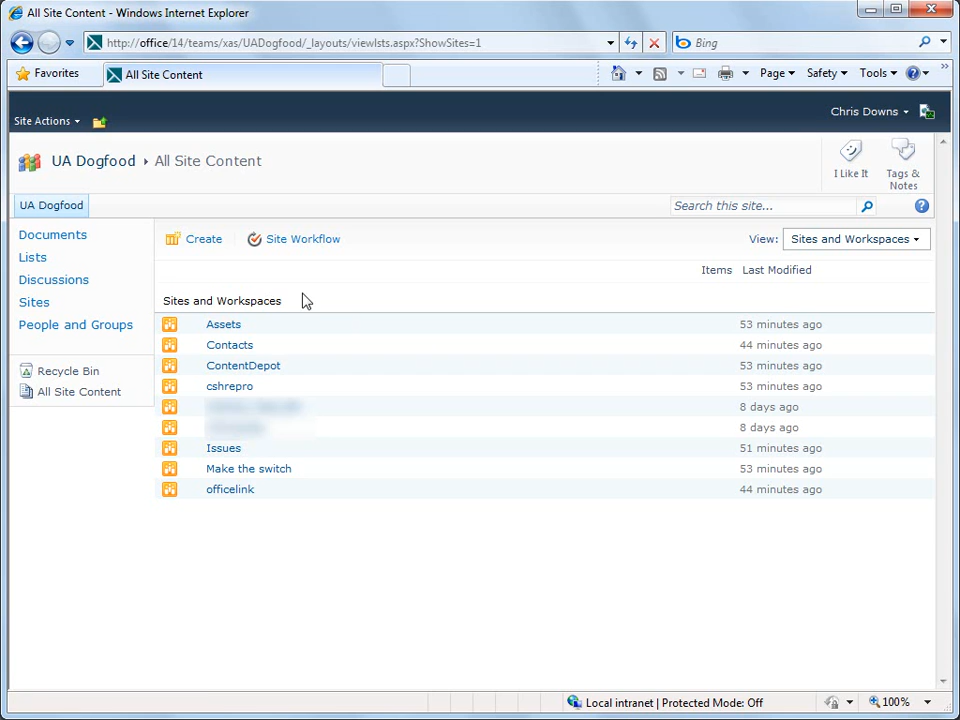 All Site Content - Windows Internet Explorer
http://office/14/teams/xas/UADogfood/_layouts/viewlsts.aspx?ShowSites=1
Bing
Favorites
All Site Content
Page
Safety
Tools
Site Actions
Chris Downs
UA Dogfood
All Site Content
I Like It
Tags & Notes
UA Dogfood
Search this site...
Documents
Lists
Discussions
Sites
People and Groups
Recycle Bin
All Site Content
Create
Site Workflow
View: Sites and Workspaces
Items Last Modified
Sites and Workspaces
Assets 53 minutes ago
Contacts 44 minutes ago
ContentDepot 53 minutes ago
cshrepro 53 minutes ago
8 days ago
8 days ago
Issues 51 minutes ago
Make the switch 53 minutes ago
officelink 44 minutes ago
Local intranet | Protected Mode: Off
100%